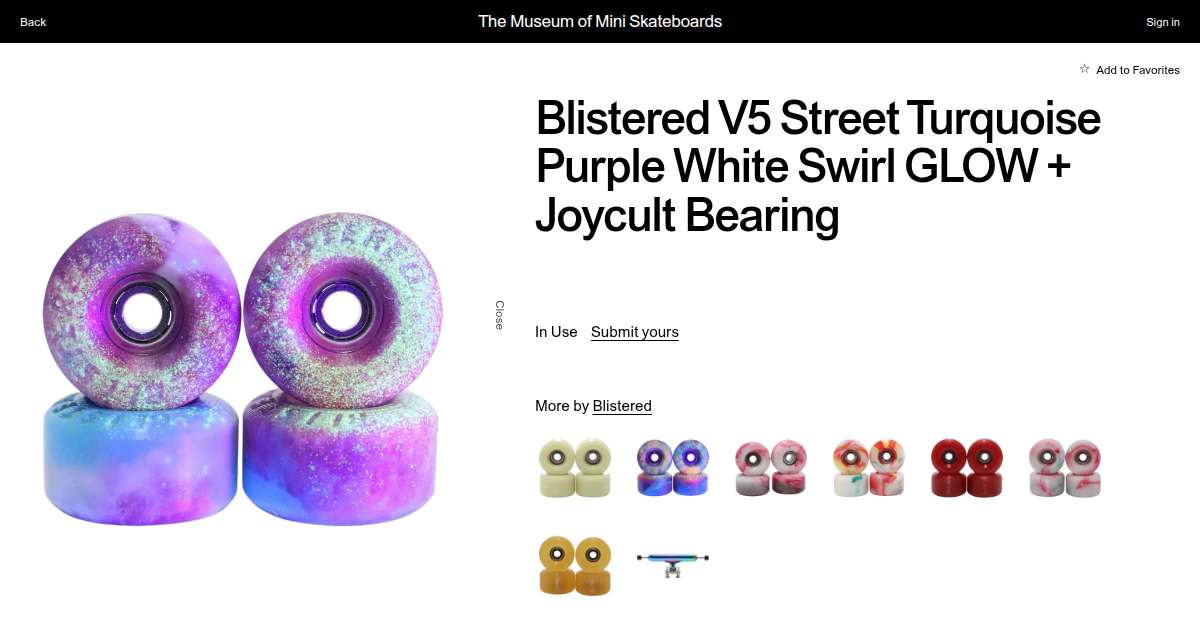 Back
The Museum of Mini Skateboards
Sign in
☆ Add to Favorites
Blistered V5 Street Turquoise
Purple White Swirl GLOW +
Joycult Bearing
Close
In Use Submit yours
More by Blistered